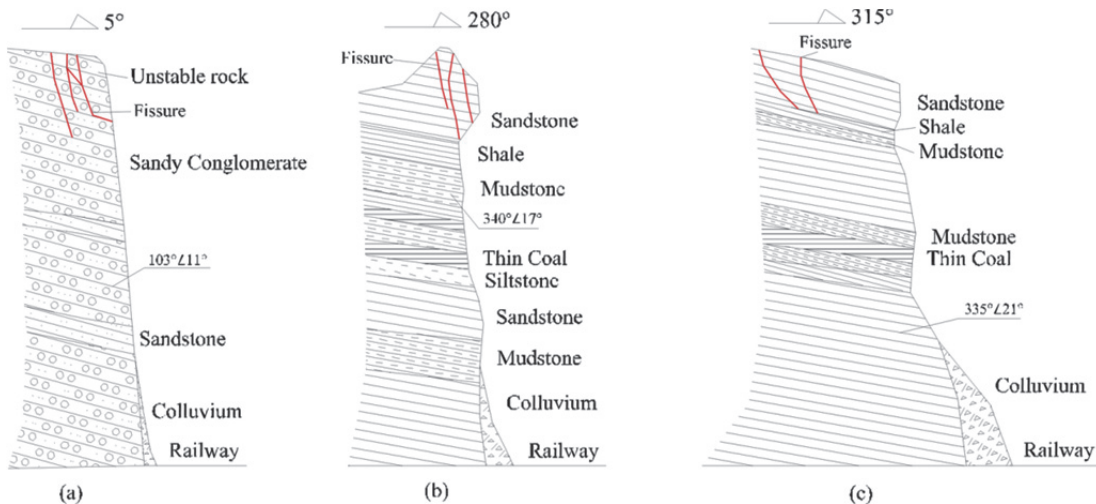 5°
Unstable rock
Fissure
Sandy Conglomerate
103°∠11°
Sandstone
Colluvium
Railway
(a)
280°
Fissure
Sandstone
Shale
Mudstone
340°∠17°
Thin Coal
Siltstone
Sandstone
Mudstone
Colluvium
Railway
(b)
315°
Fissure
Sandstone
Shale
Mudstone
Mudstone
Thin Coal
335°∠21°
Colluvium
Railway
(c)